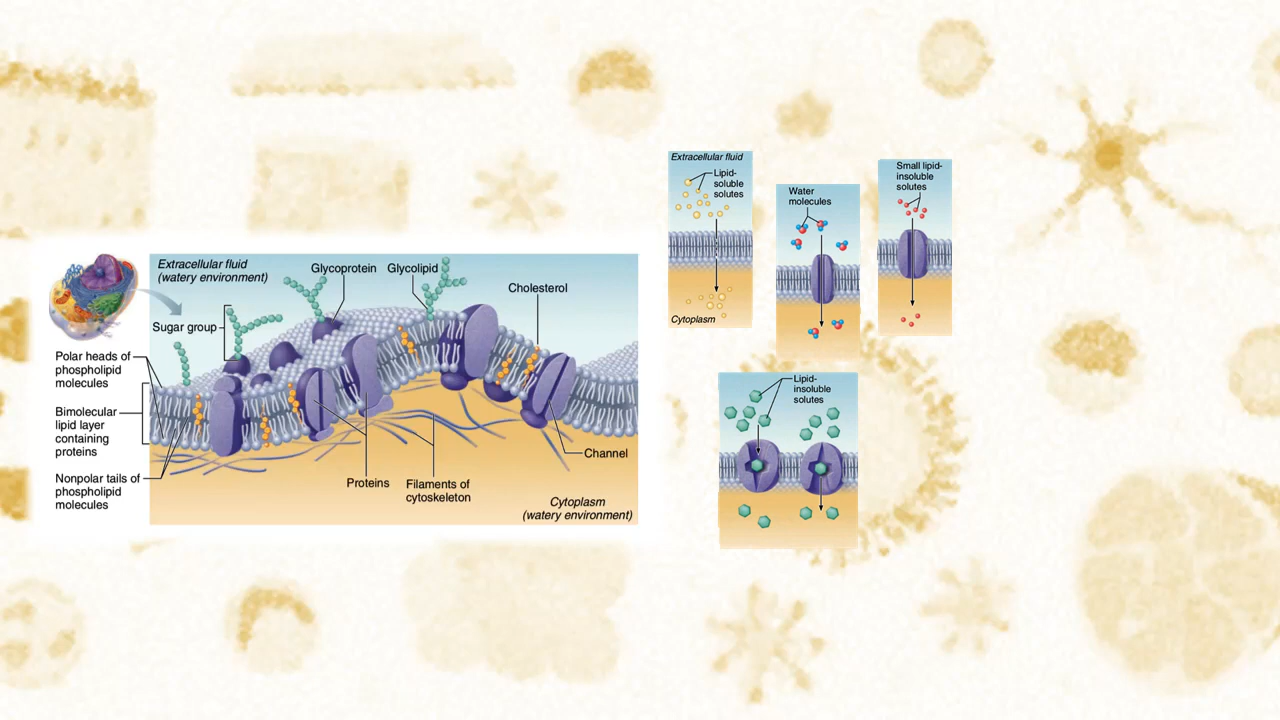 Extracellular fluid
(watery environment)
Glycoprotein
Glycolipid
Cholesterol
Sugar group
Polar heads of
phospholipid
molecules
Bimolecular
lipid layer
containing
proteins
Nonpolar tails of
phospholipid
molecules
Proteins
Filaments of
cytoskeleton
Channel
Cytoplasm
(watery environment)
Extracellular fluid
Lipid-
soluble
solutes
Cytoplasm
Water
molecules
Small lipid-
insoluble
solutes
Lipid-
insoluble
solutes